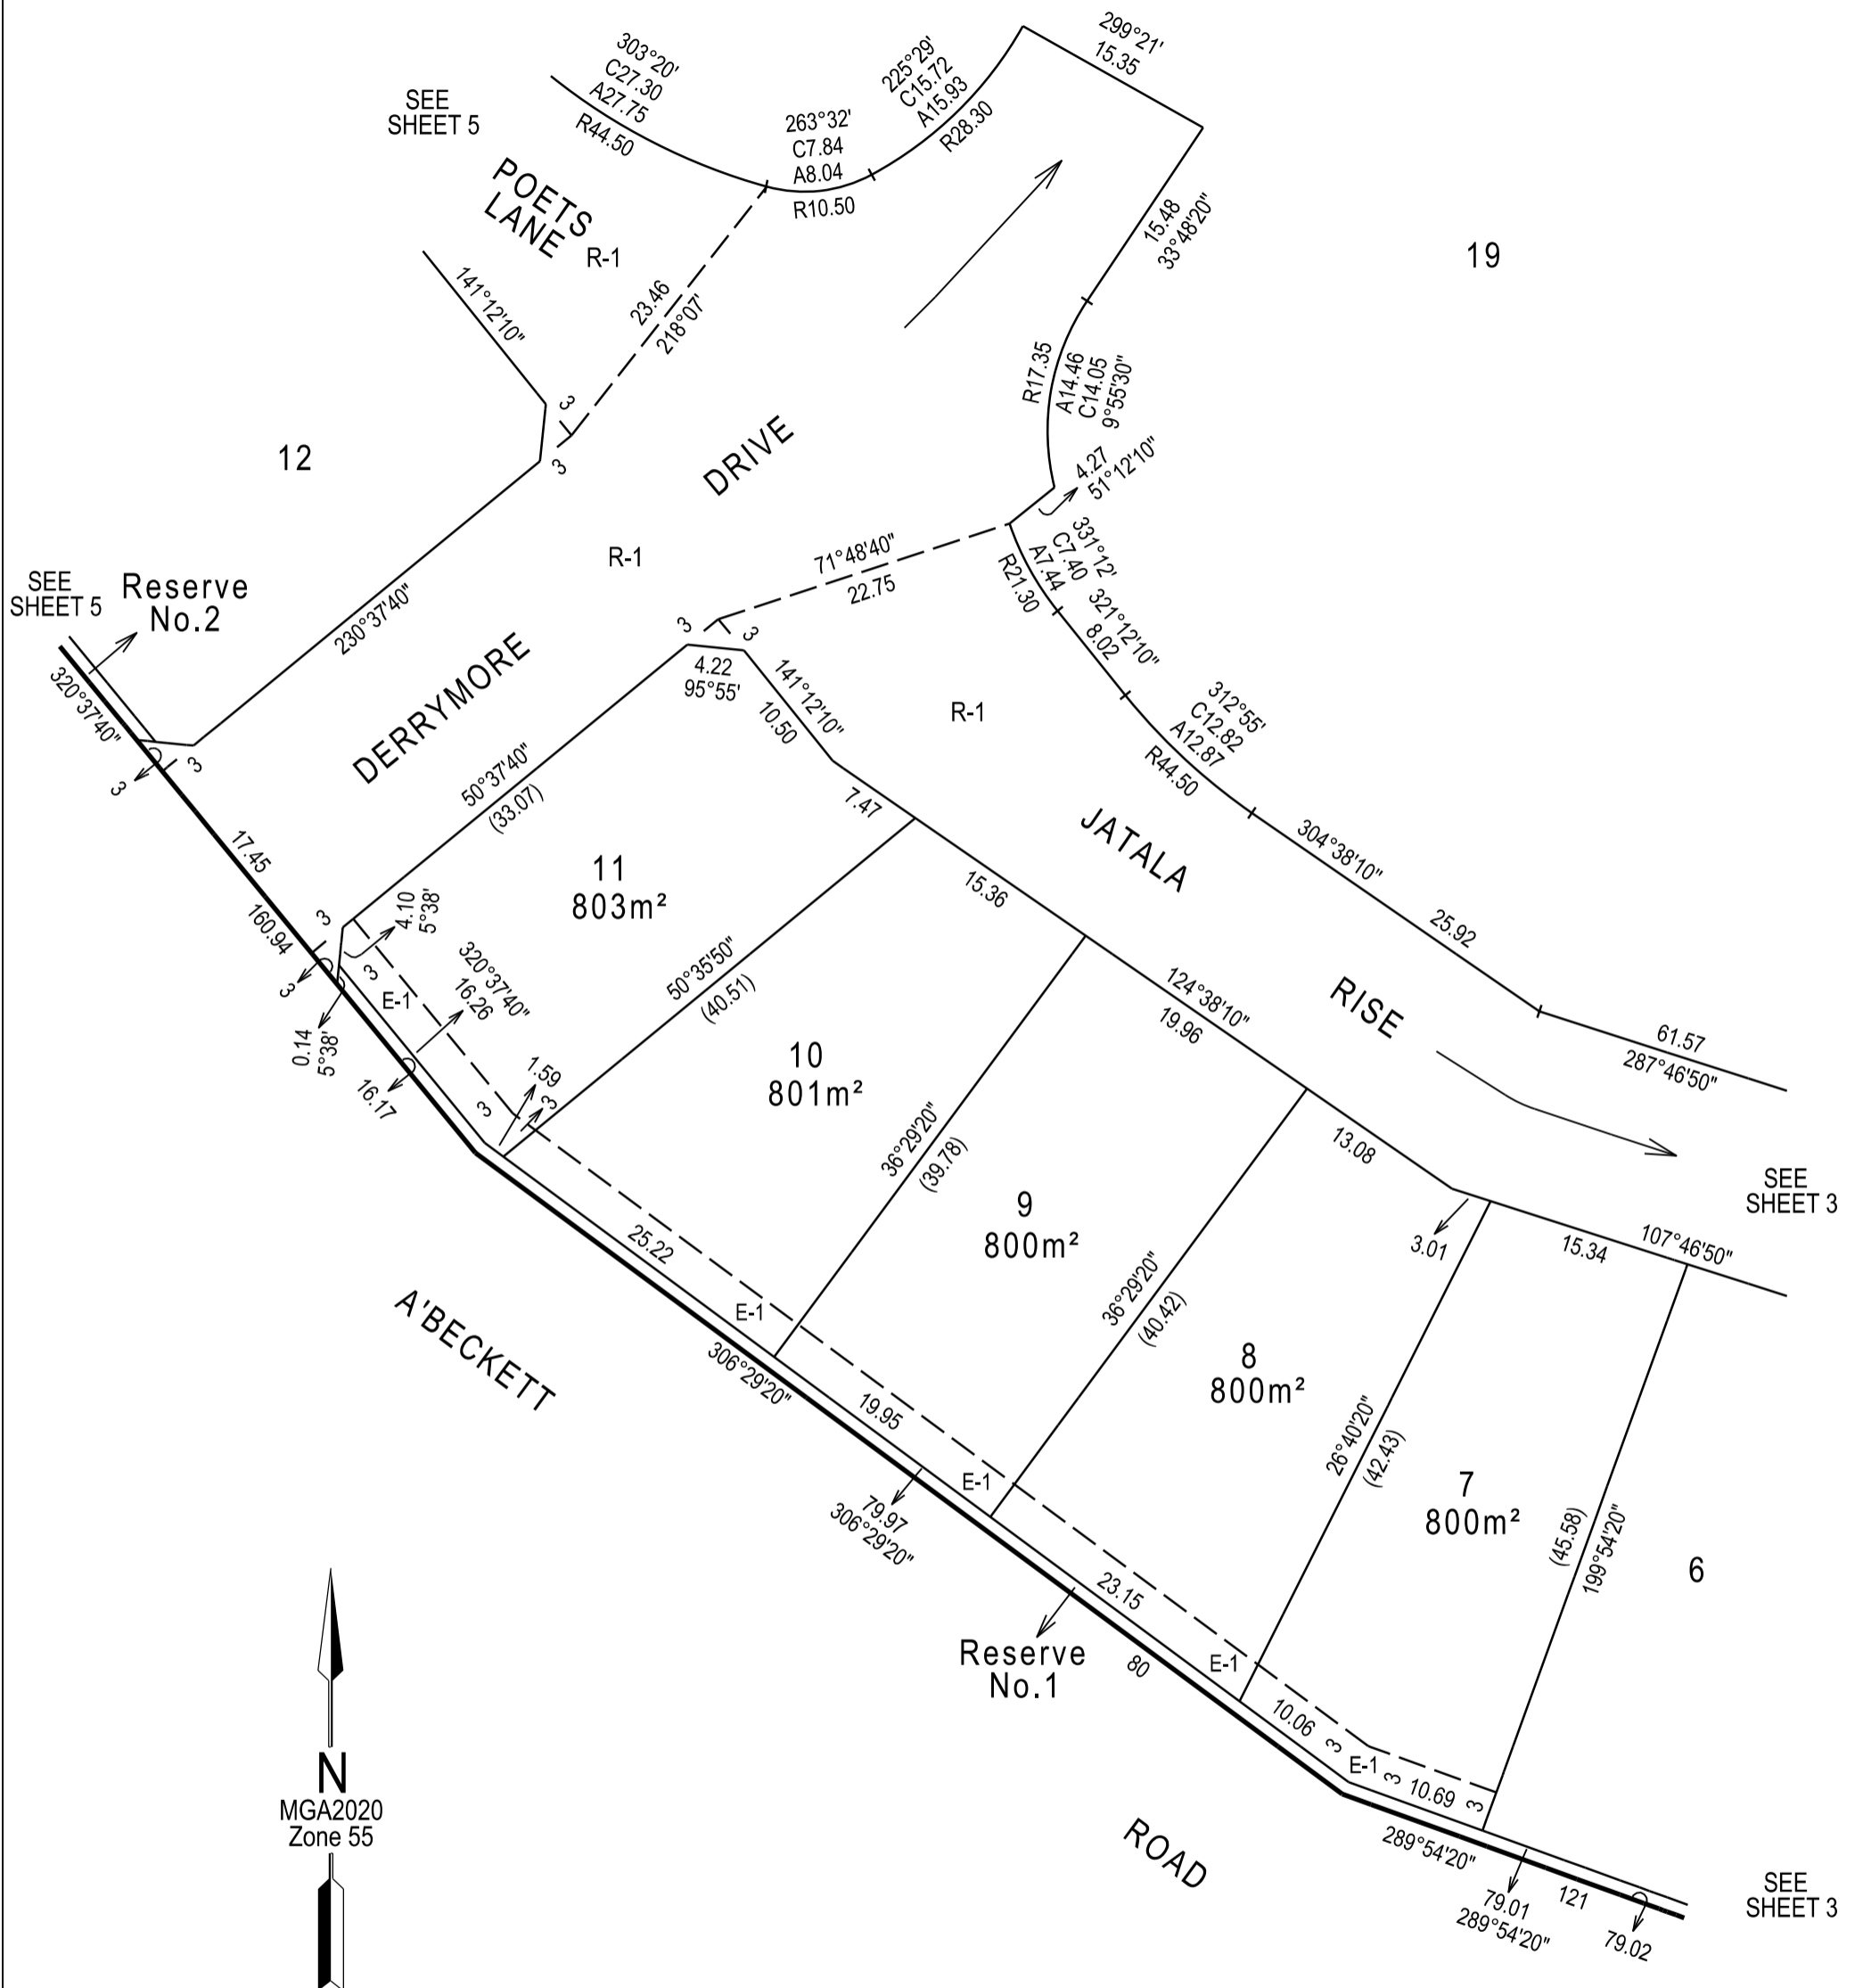 299°21'
15.35
303°20'
C27.30
A27.75
R44.50
225°29'
C15.72
A15.93
R28.30
SEE
SHEET 5
263°32'
C7.84
A8.04
R10.50
POETS
LANE
R-1
15.48
33°48'20"
19
141°12'10"
23.46
218°07'
R17.35
A14.46
C14.05
9°55'30"
3
3
12
DRIVE
4.27
51°12'10"
R-1
71°48'40"
22.75
331°12'
C7.40
A7.44
R21.30
SEE
SHEET 5
Reserve
No.2
230°37'40"
321°12'10"
8.02
3
3
4.22
95°55'
141°12'10"
10.50
320°37'40"
DERRYMORE
R-1
312°55'
C12.82
A12.87
R44.50
3
3
50°37'40"
(33.07)
7.47
JATALA
304°38'10"
25.92
17.45
160.94
11
803m²
15.36
3
3
4.10
5°38'
3
E-1
320°37'40"
16.26
50°35'50"
(40.51)
124°38'10"
19.96
RISE
61.57
287°46'50"
0.14
5°38'
16.17
3
1.59
3
10
801m²
36°29'20"
(39.78)
13.08
SEE
SHEET 3
9
800m²
3.01
15.34
107°46'50"
25.22
E-1
A'BECKETT
306°29'20"
36°29'20"
(40.42)
8
800m²
19.95
E-1
26°40'20"
(42.43)
7
800m²
(45.58)
199°54'20"
6
79.97
306°29'20"
23.15
Reserve
No.1
80
E-1
10.06
3
E-1
3
10.69
3
N
MGA2020
Zone 55
ROAD
289°54'20"
79.01
289°54'20"
121
79.02
SEE
SHEET 3